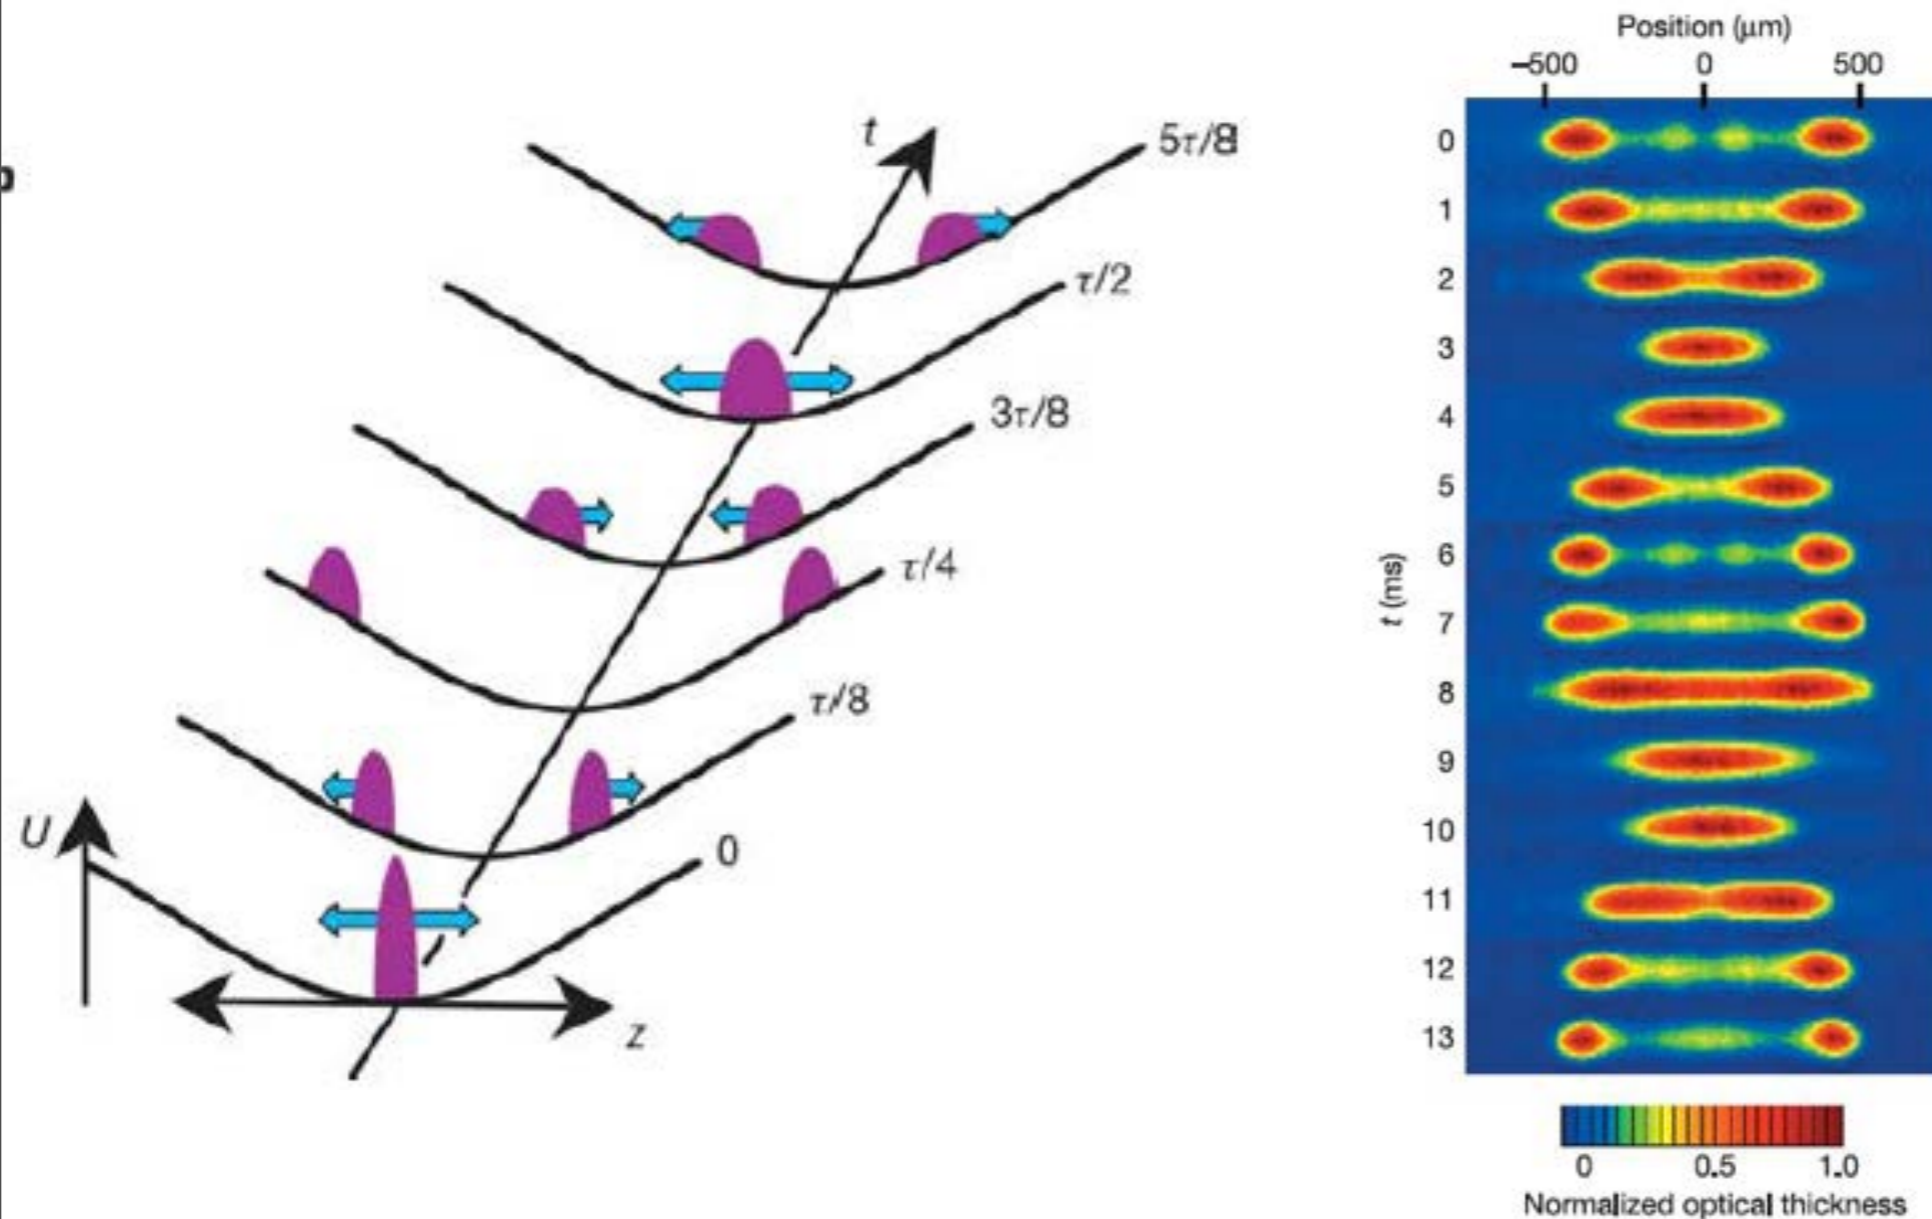 b
t
5τ/8
τ/2
3τ/8
τ/4
τ/8
0
U
z
Position (μm)
–500 0 500
t (ms)
0
1
2
3
4
5
6
7
8
9
10
11
12
13
0 0.5 1.0
Normalized optical thickness